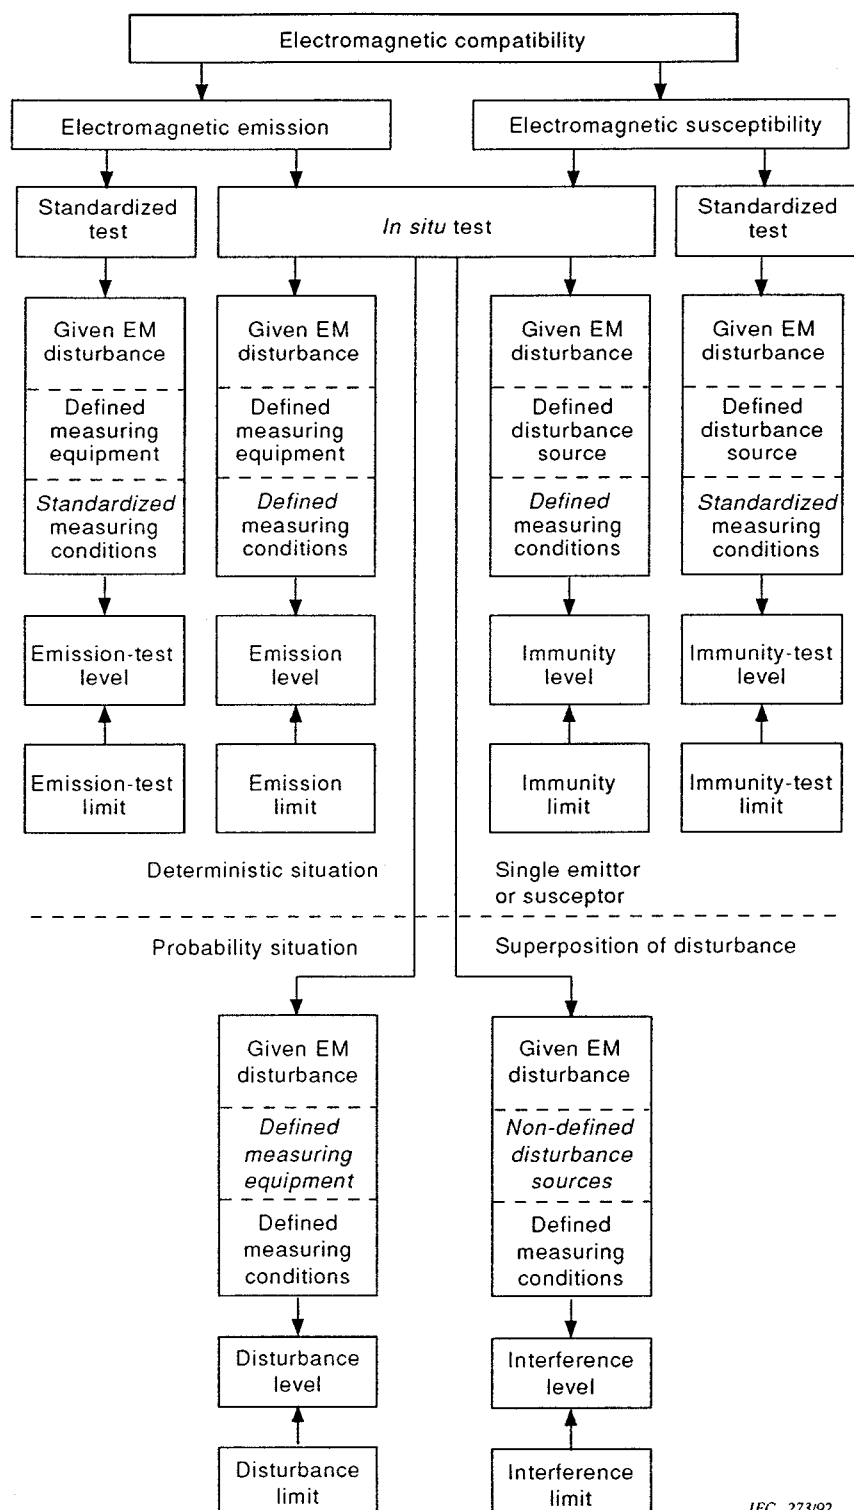 Electromagnetic compatibility
Electromagnetic emission
Electromagnetic susceptibility
Standardized
test
In situ test
Standardized
test
Given EM
disturbance
Defined
measuring
equipment
Standardized
measuring
conditions
Given EM
disturbance
Defined
measuring
equipment
Defined
measuring
conditions
Given EM
disturbance
Defined
disturbance
source
Defined
measuring
conditions
Given EM
disturbance
Defined
disturbance
source
Standardized
measuring
conditions
Emission-test
level
Emission
level
Immunity
level
Immunity-test
level
Emission-test
limit
Emission
limit
Immunity
limit
Immunity-test
limit
Deterministic situation
Single emittor
or susceptor
Probability situation
Superposition of disturbance
Given EM
disturbance
Defined
measuring
equipment
Defined
measuring
conditions
Given EM
disturbance
Non-defined
disturbance
sources
Defined
measuring
conditions
Disturbance
level
Interference
level
Disturbance
limit
Interference
limit
IEC 273/92